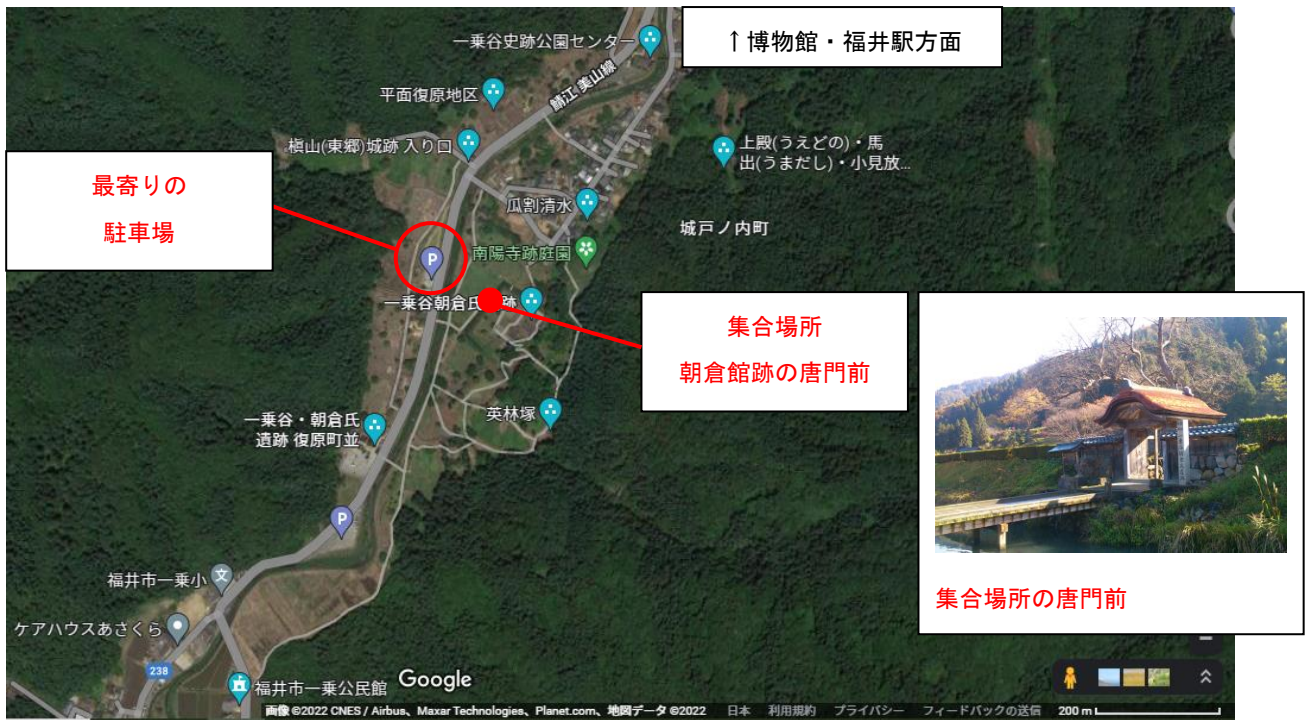 一乗谷史跡公園センター
↑博物館・福井駅方面
鯖江 美山線
平面復原地区
槇山(東郷)城跡 入り口
上殿(うえどの)・馬
出(うまだし)・小見放...
最寄りの
駐車場
瓜割清水
城戸ノ内町
南陽寺跡庭園
P
一乗谷朝倉氏
跡
集合場所
朝倉館跡の唐門前
英林塚
一乗谷・朝倉氏
遺跡 復原町並
P
集合場所の唐門前
福井市一乗小
文
ケアハウスあさくら
238
福井市一乗公民館
Google
画像 ©2022 CNES / Airbus、Maxar Technologies、Planet.com、地図データ ©2022 日本 利用規約 プライバシー フィードバックの送信 200 m